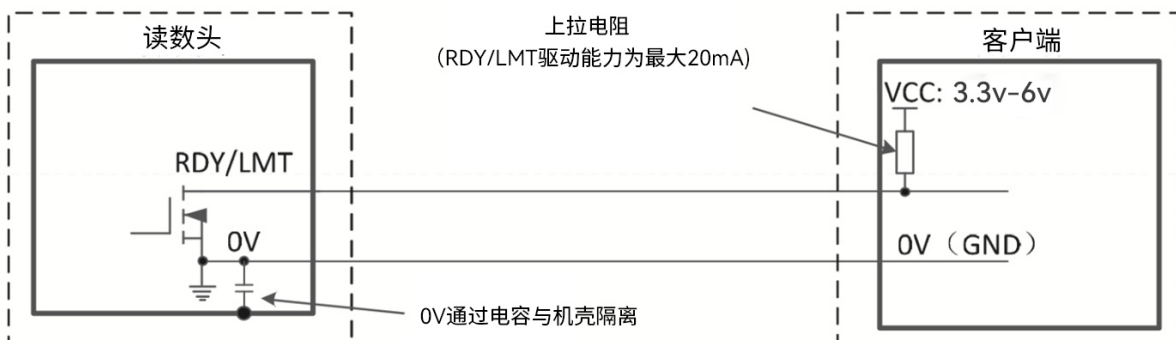 读数头
上拉电阻
（RDY/LMT驱动能力为最大20mA)
客户端
VCC: 3.3v-6v
RDY/LMT
0V
0V（GND）
0V通过电容与机壳隔离